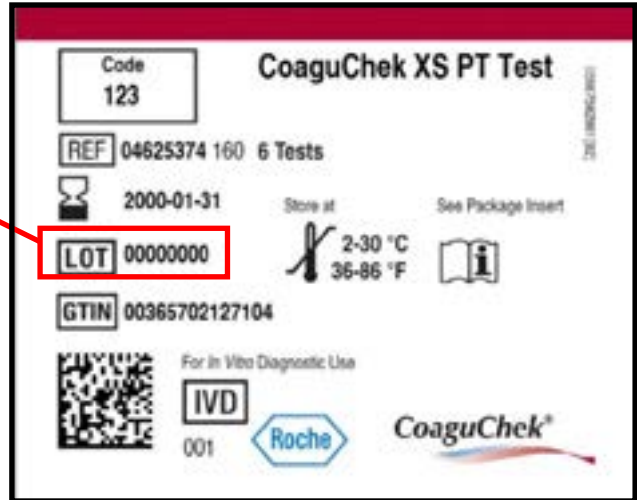 Code
123
CoaguChek XS PT Test
REF 04625374 160 6 Tests
2000-01-31
Store at
See Package Insert
2-30 °C
36-86 °F
LOT 00000000
GTIN 00365702127104
For In Vitro Diagnostic Use
IVD
001
Roche
CoaguChek®